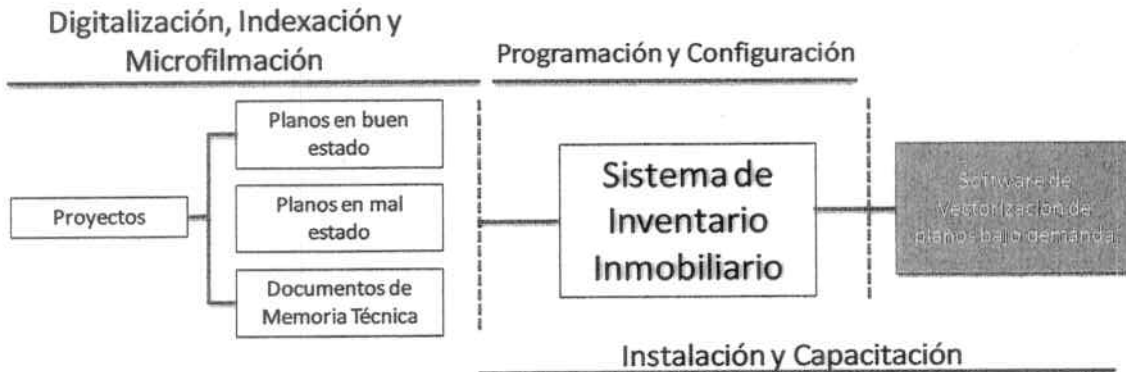 Digitalización, Indexación y
Microfilmación
Programación y Configuración
Planos en buen
estado
Proyectos
Planos en mal
estado
Documentos de
Memoria Técnica
Sistema de
Inventario
Inmobiliario
Software de
Vectorización de
planos bajo demanda
Instalación y Capacitación